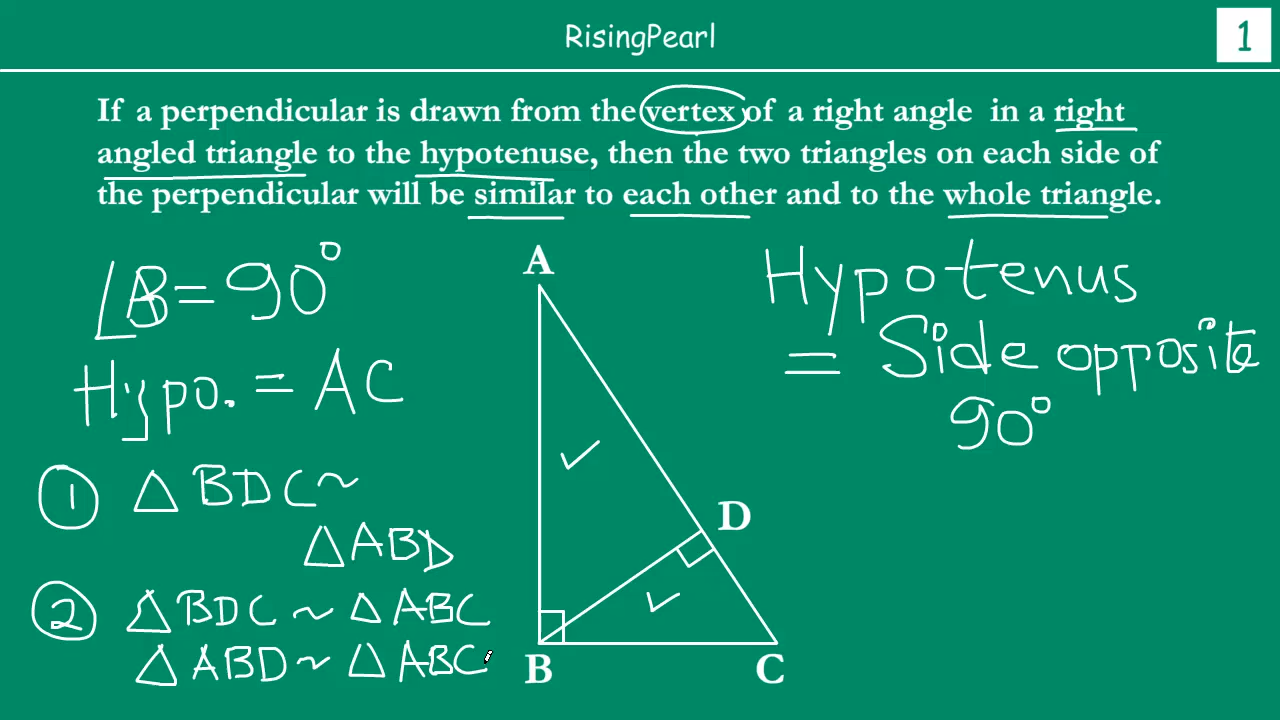 RisingPearl
1
If a perpendicular is drawn from the vertex of a right angle in a right
angled triangle to the hypotenuse, then the two triangles on each side of
the perpendicular will be similar to each other and to the whole triangle.
∠B = 90°
Hypo. = AC
① △ BDC ~
△ABD
② △ BDC ~ △ ABC
△ ABD ~ △ ABC
A
D
B
C
Hypotenus
= Side opposite
90°